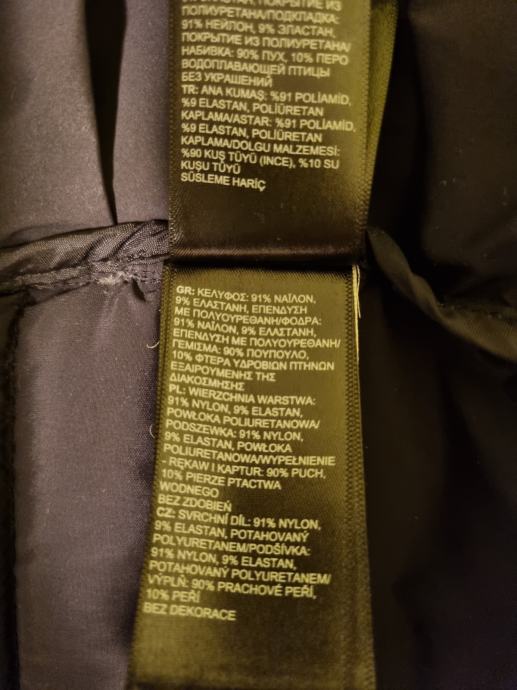 ПОЛИУРЕТАНА/ПОДКЛАДКА:
91% НЕЙЛОН, 9% ЭЛАСТАН,
ПОКРЫТИЕ ИЗ ПОЛИУРЕТАНА/
НАБИВКА: 90% ПУХ, 10% ПЕРО
ВОДОПЛАВАЮЩЕЙ ПТИЦЫ
БЕЗ УКРАШЕНИЙ
TR: ANA KUMAŞ: %91 POLİAMİD,
%9 ELASTAN, POLİÜRETAN
KAPLAMA/ASTAR: %91 POLİAMİD,
%9 ELASTAN, POLİÜRETAN
KAPLAMA/DOLGU MALZEMESİ:
%90 KUŞ TÜYÜ (İNCE), %10 SU
KUŞU TÜYÜ
SÜSLEME HARİÇ
GR: ΚΕΛΥΦΟΣ: 91% ΝΑΪΛΟΝ,
9% ΕΛΑΣΤΑΝΗ, ΕΠΕΝΔΥΣΗ
ΜΕ ΠΟΛΥΟΥΡΕΘΑΝΗ/ΦΟΔΡΑ:
91% ΝΑΪΛΟΝ, 9% ΕΛΑΣΤΑΝΗ,
ΕΠΕΝΔΥΣΗ ΜΕ ΠΟΛΥΟΥΡΕΘΑΝΗ/
ΓΕΜΙΣΜΑ: 90% ΠΟΥΠΟΥΛΟ,
10% ΦΤΕΡΑ ΥΔΡΟΒΙΩΝ ΠΤΗΝΩΝ
ΕΞΑΙΡΟΥΜΕΝΗΣ ΤΗΣ
ΔΙΑΚΟΣΜΗΣΗΣ
PL: WIERZCHNIA WARSTWA:
91% NYLON, 9% ELASTAN,
POWŁOKA POLIURETANOWA/
PODSZEWKA: 91% NYLON,
9% ELASTAN, POWŁOKA
POLIURETANOWA/WYPEŁNIENIE
- RĘKAW I KAPTUR: 90% PUCH,
10% PIERZE PTACTWA
WODNEGO
BEZ ZDOBIEŃ
CZ: SVRCHNÍ DÍL: 91% NYLON,
9% ELASTAN, POTAHOVANÝ
POLYURETANEM/PODŠÍVKA:
91% NYLON, 9% ELASTAN,
POTAHOVANÝ POLYURETANEM/
VÝPLŇ: 90% PRACHOVÉ PEŘÍ,
10% PEŘÍ
BEZ DEKORACE